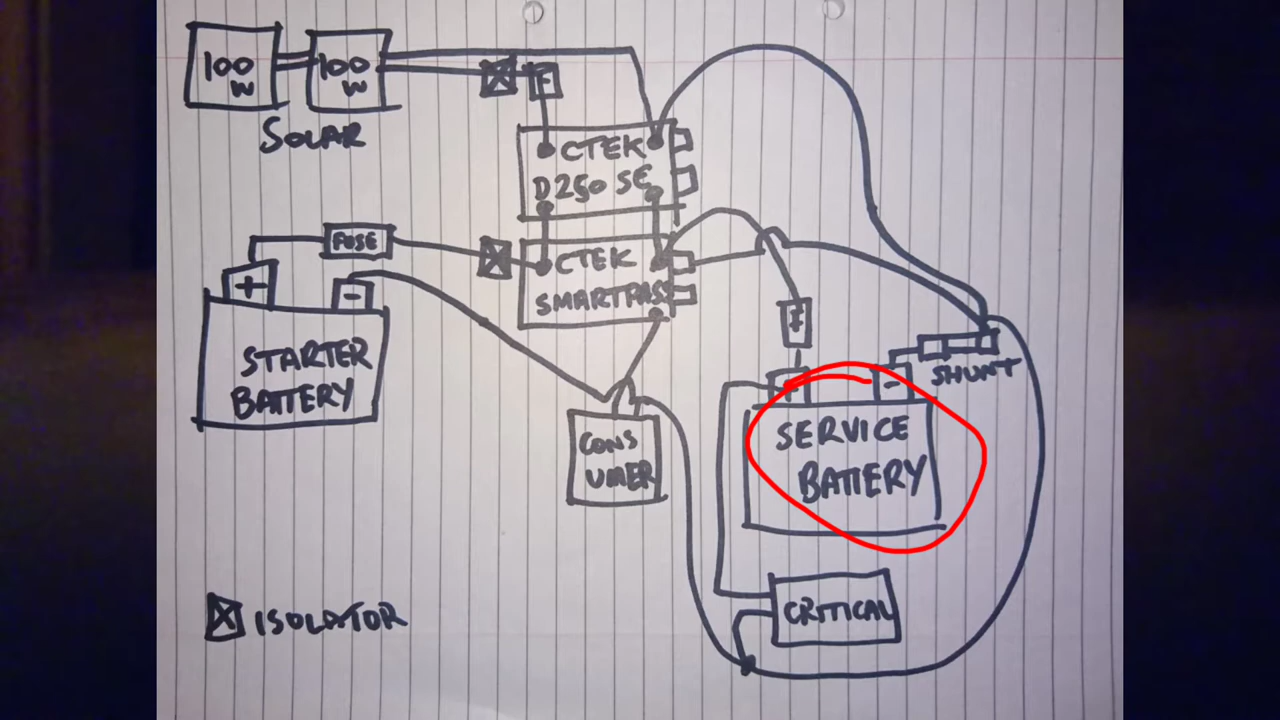 100
W
100
W
SOLAR
F
CTEK
D250 SE
FUSE
CTEK
SMARTPASS
+
-
STARTER
BATTERY
F
+
-
SHUNT
SERVICE
BATTERY
CONS
UMER
CRITICAL
ISOLATOR